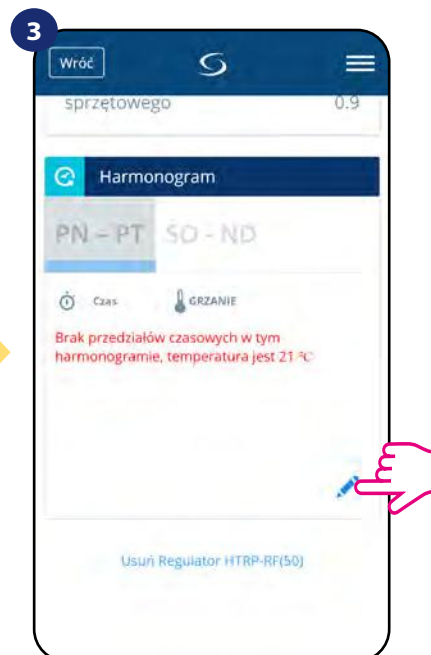 3
Wróć
sprzętowego 0.9
Harmonogram
PN – PT SO - ND
Czas GRZANIE
Brak przedziałów czasowych w tym
harmonogramie, temperatura jest 21 °C
Usuń Regulator HTRP-RF(50)